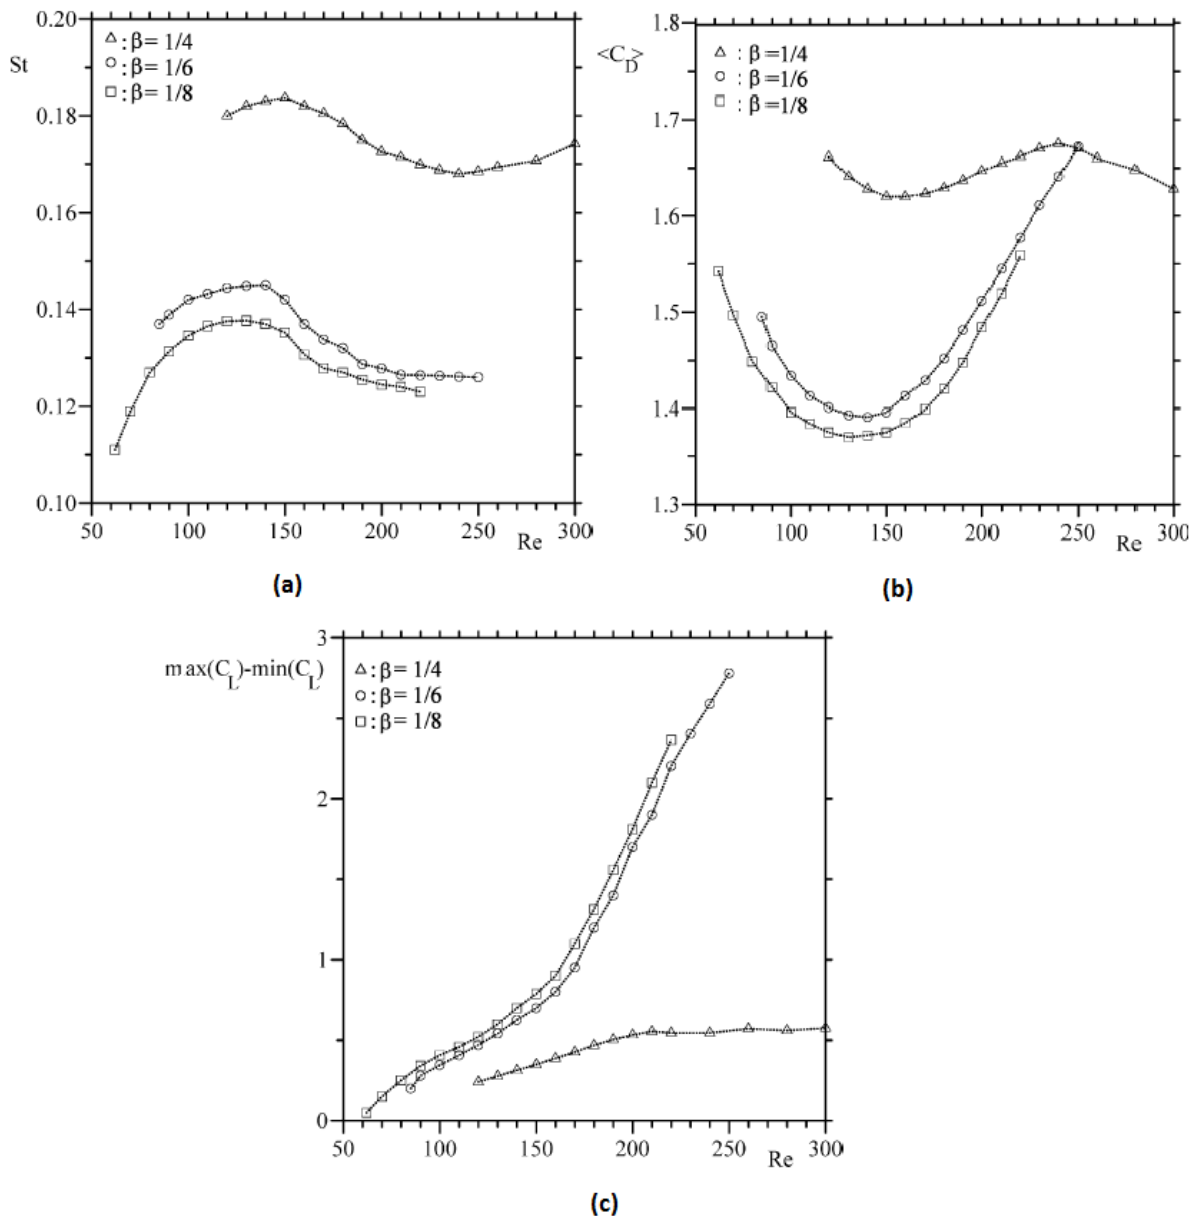 0.20
St
△ : β = 1/4
○ : β = 1/6
□ : β = 1/8
0.18
0.16
0.14
0.12
0.10
50 100 150 200 250 300
Re
(a)
1.8
<C_D>
△ : β =1/4
○ : β =1/6
□ : β =1/8
1.7
1.6
1.5
1.4
1.3
50 100 150 200 250 300
Re
(b)
3
max(C_L)-min(C_L)
△ : β = 1/4
○ : β = 1/6
□ : β = 1/8
2
1
0
50 100 150 200 250 300
Re
(c)